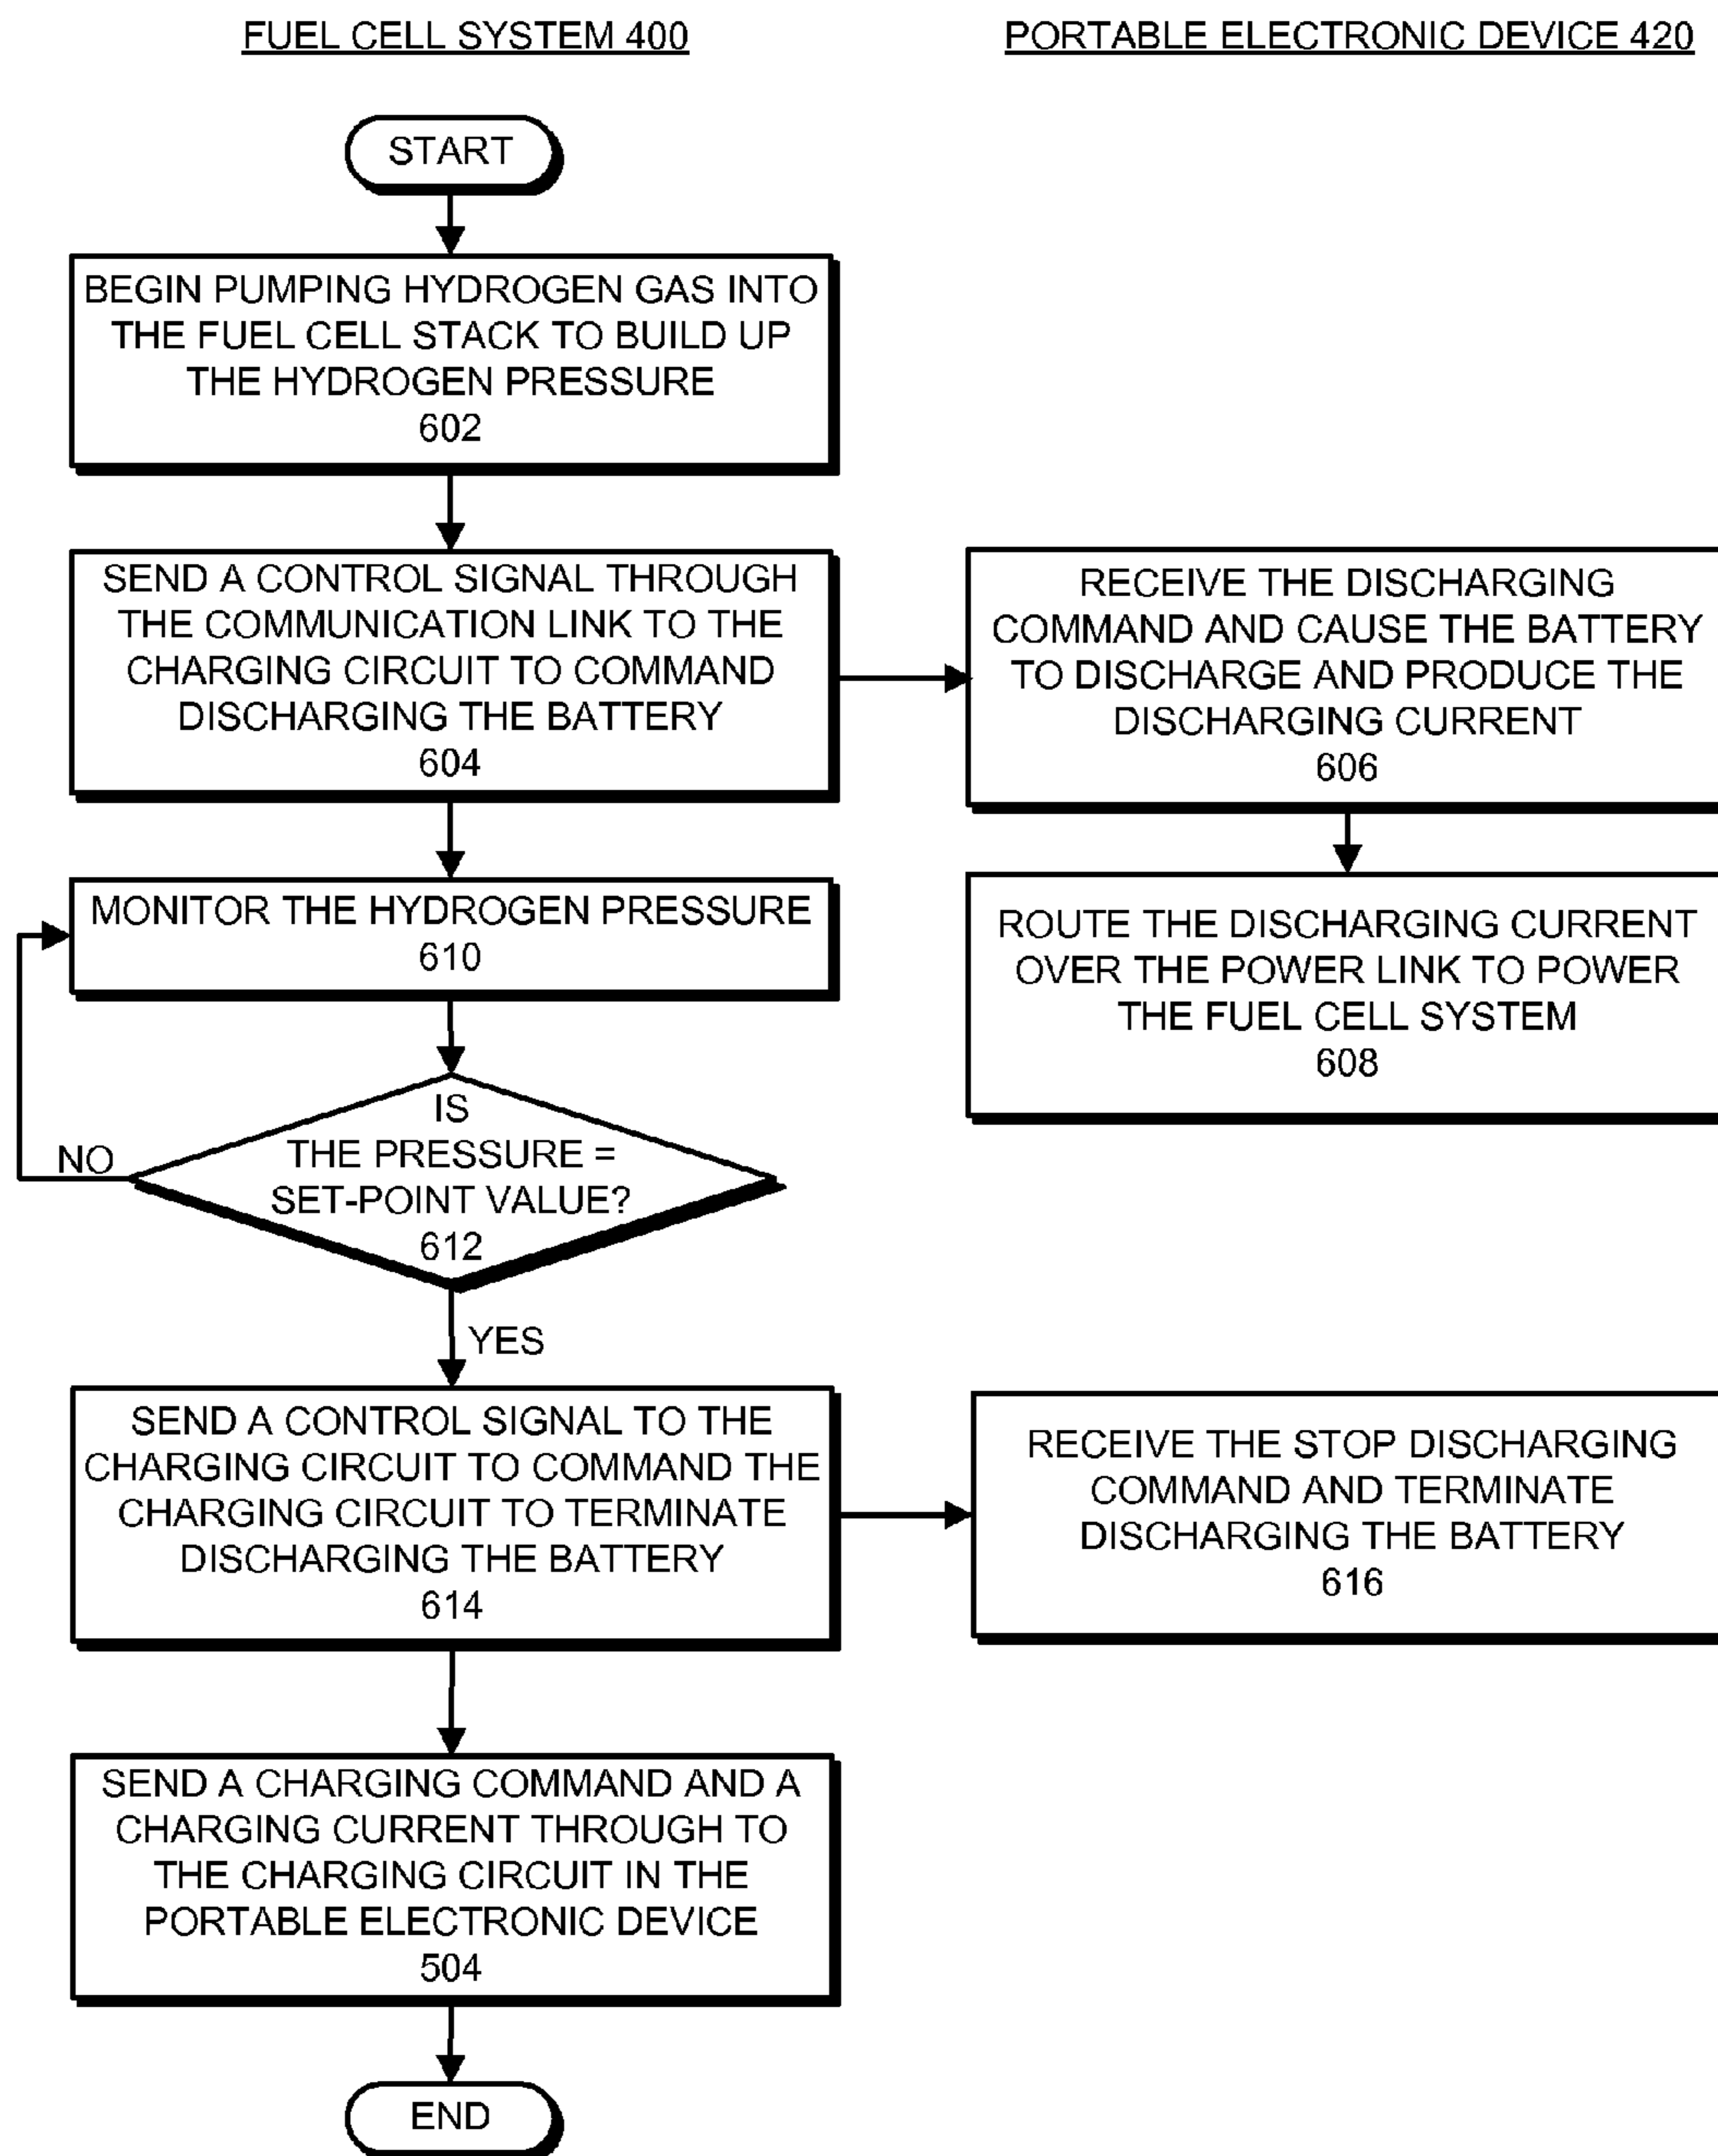 FUEL CELL SYSTEM 400
PORTABLE ELECTRONIC DEVICE 420
START
BEGIN PUMPING HYDROGEN GAS INTO
THE FUEL CELL STACK TO BUILD UP
THE HYDROGEN PRESSURE
602
SEND A CONTROL SIGNAL THROUGH
THE COMMUNICATION LINK TO THE
CHARGING CIRCUIT TO COMMAND
DISCHARGING THE BATTERY
604
RECEIVE THE DISCHARGING
COMMAND AND CAUSE THE BATTERY
TO DISCHARGE AND PRODUCE THE
DISCHARGING CURRENT
606
ROUTE THE DISCHARGING CURRENT
OVER THE POWER LINK TO POWER
THE FUEL CELL SYSTEM
608
MONITOR THE HYDROGEN PRESSURE
610
IS
THE PRESSURE =
SET-POINT VALUE?
612
NO
YES
SEND A CONTROL SIGNAL TO THE
CHARGING CIRCUIT TO COMMAND THE
CHARGING CIRCUIT TO TERMINATE
DISCHARGING THE BATTERY
614
RECEIVE THE STOP DISCHARGING
COMMAND AND TERMINATE
DISCHARGING THE BATTERY
616
SEND A CHARGING COMMAND AND A
CHARGING CURRENT THROUGH TO
THE CHARGING CIRCUIT IN THE
PORTABLE ELECTRONIC DEVICE
504
END